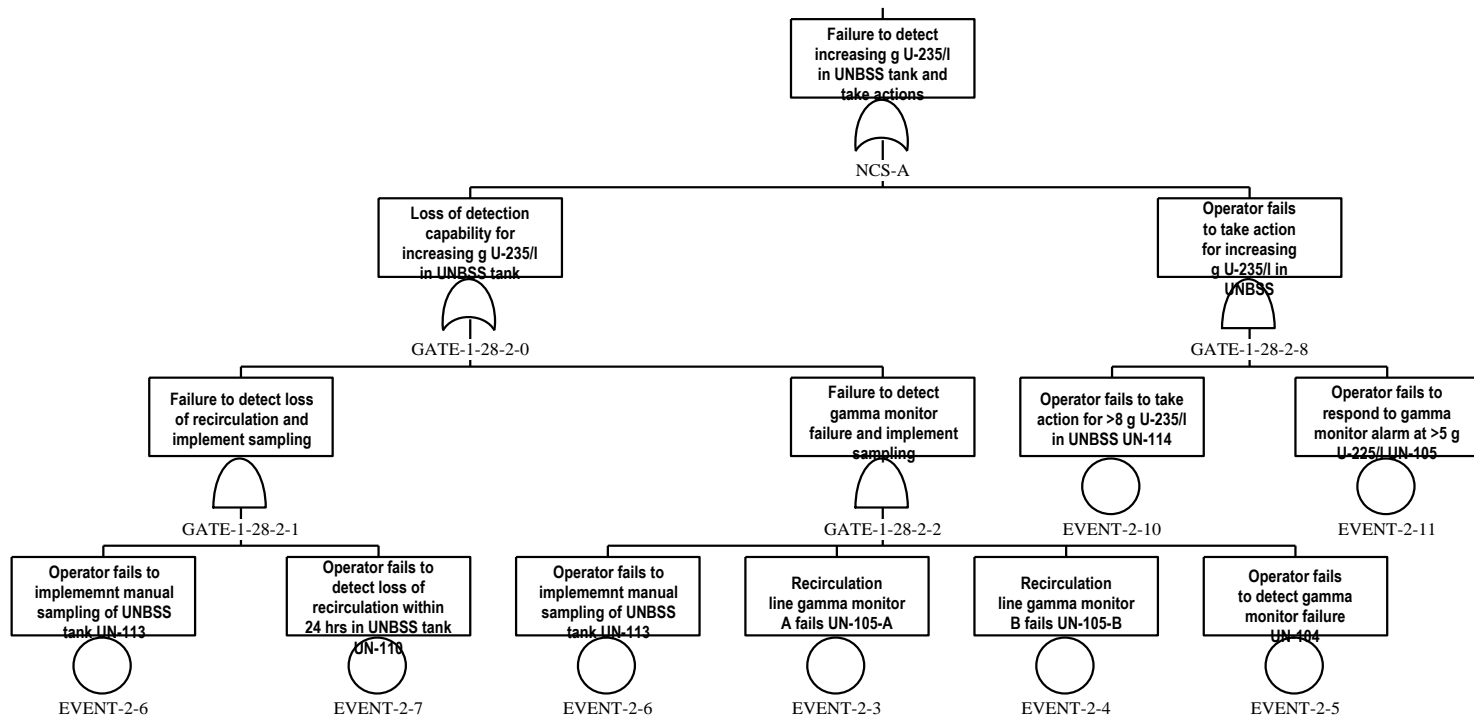 Failure to detect
increasing g U-235/l
in UNBSS tank and
take actions
NCS-A
Loss of detection
capability for
increasing g U-235/l
in UNBSS tank
GATE-1-28-2-0
Operator fails
to take action
for increasing
g U-235/l in
UNBSS
GATE-1-28-2-8
Failure to detect loss
of recirculation and
implement sampling
GATE-1-28-2-1
Failure to detect
gamma monitor
failure and implement
sampling
GATE-1-28-2-2
Operator fails to take
action for >8 g U-235/l
in UNBSS UN-114
EVENT-2-10
Operator fails to
respond to gamma
monitor alarm at >5 g
U-225/l UN-105
EVENT-2-11
Operator fails to
implememnt manual
sampling of UNBSS
tank UN-113
EVENT-2-6
Operator fails to
detect loss of
recirculation within
24 hrs in UNBSS tank
UN-110
EVENT-2-7
Operator fails to
implememnt manual
sampling of UNBSS
tank UN-113
EVENT-2-6
Recirculation
line gamma monitor
A fails UN-105-A
EVENT-2-3
Recirculation
line gamma monitor
B fails UN-105-B
EVENT-2-4
Operator fails
to detect gamma
monitor failure
UN-104
EVENT-2-5